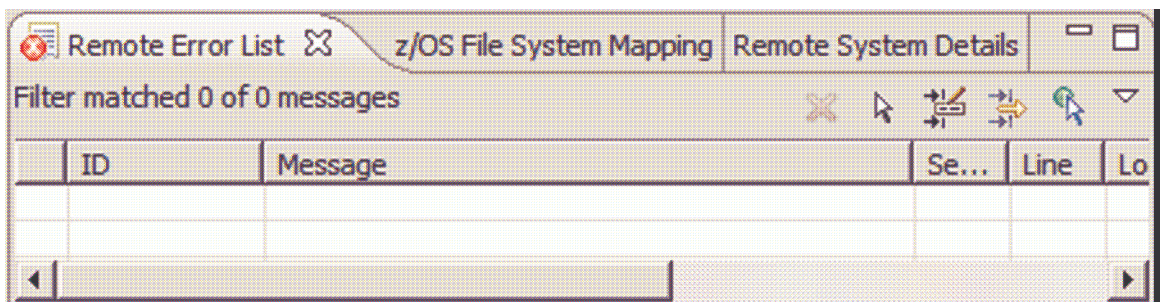 Remote Error List z/OS File System Mapping Remote System Details
Filter matched 0 of 0 messages
ID Message Se... Line Lo